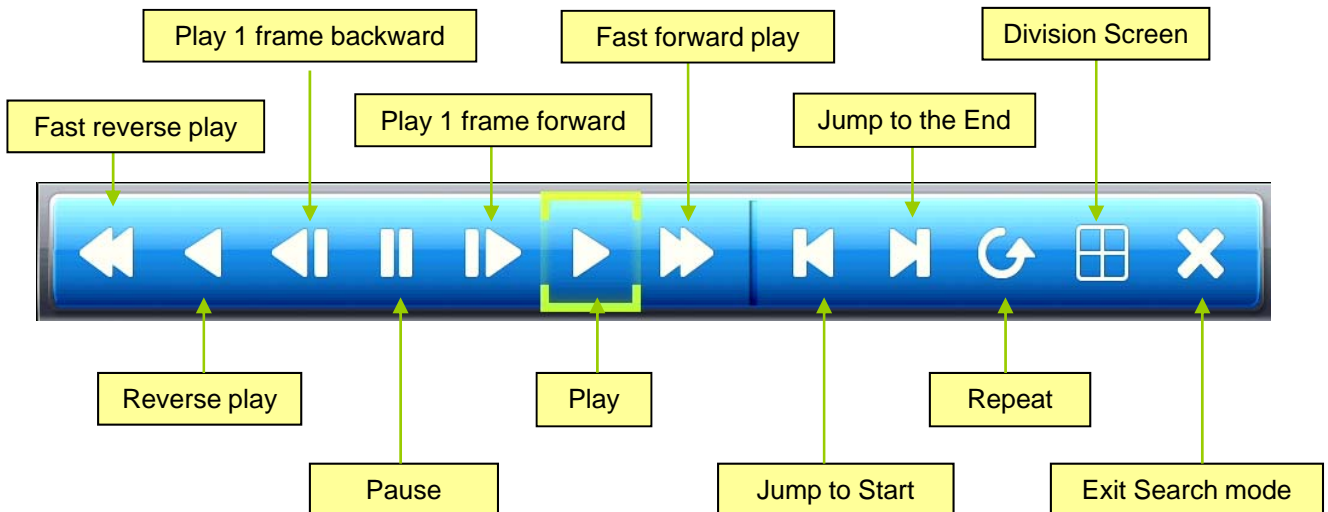 Play 1 frame backward
Fast forward play
Division Screen
Fast reverse play
Play 1 frame forward
Jump to the End
Reverse play
Play
Repeat
Pause
Jump to Start
Exit Search mode